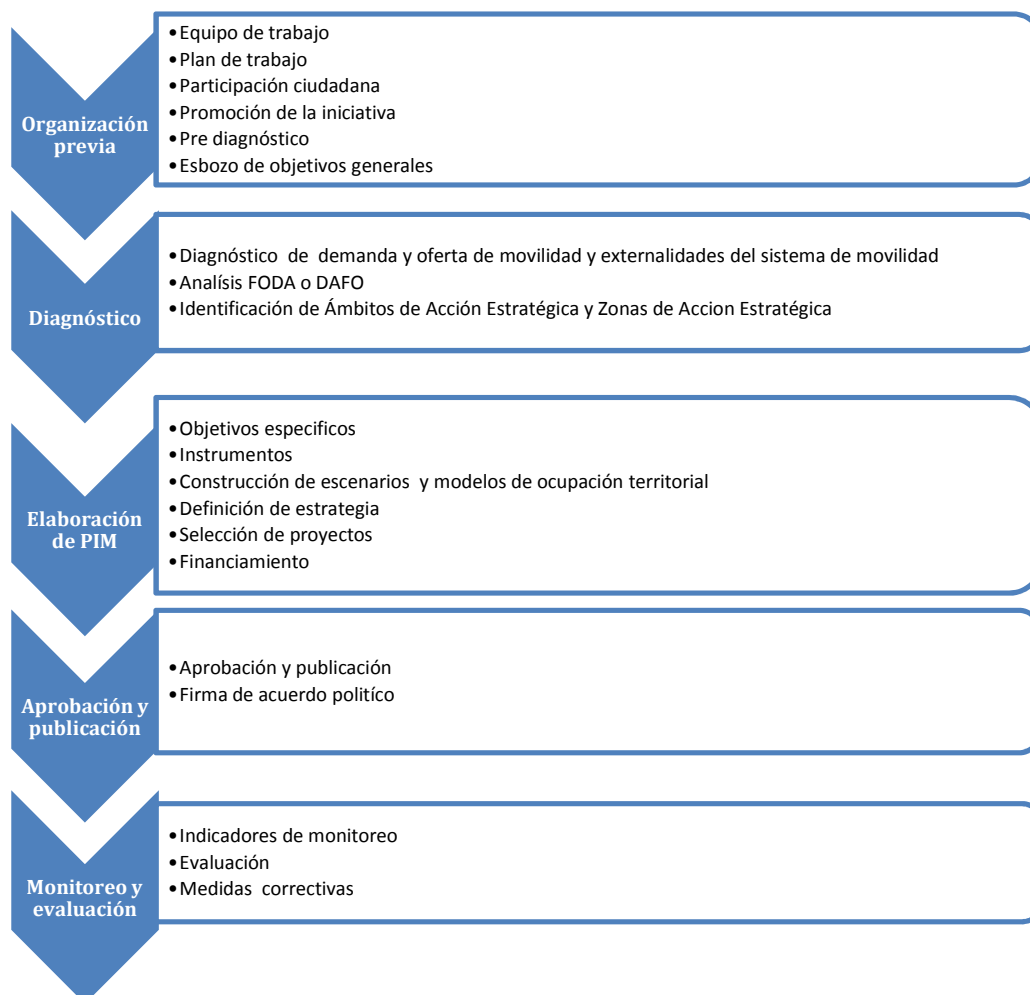 Organización
previa
•Equipo de trabajo
•Plan de trabajo
•Participación ciudadana
•Promoción de la iniciativa
•Pre diagnóstico
•Esbozo de objetivos generales
Diagnóstico
•Diagnóstico de demanda y oferta de movilidad y externalidades del sistema de movilidad
•Analísis FODA o DAFO
•Identificación de Ámbitos de Acción Estratégica y Zonas de Accion Estratégica
Elaboración
de PIM
•Objetivos especificos
•Instrumentos
•Construcción de escenarios y modelos de ocupación territorial
•Definición de estrategia
•Selección de proyectos
•Financiamiento
Aprobación y
publicación
•Aprobación y publicación
•Firma de acuerdo politíco
Monitoreo y
evaluación
•Indicadores de monitoreo
•Evaluación
•Medidas correctivas